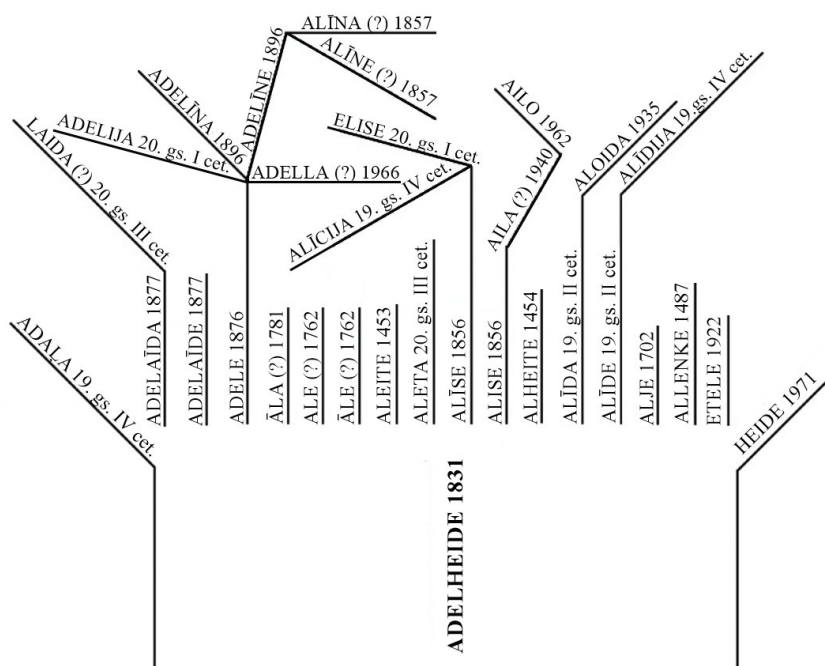 ALĪNA (?) 1857
ALĪNE (?) 1857
ADELĪNE 1896
ADELĪNA 1896
ADELIJA 20. gs. I cet.
LAIDA (?) 20. gs. III cet.
ADELLA (?) 1966
ELISE 20. gs. I cet.
ALĪCIJA 19. gs. IV cet.
AILO 1962
AILA (?) 1940
ALOIDA 1935
ALĪDIJA 19.gs. IV cet.
ADAĻA 19. gs. IV cet.
ADELAĪDA 1877
ADELAĪDE 1877
ADELE 1876
ĀLA (?) 1781
ALE (?) 1762
ĀLE (?) 1762
ALEITE 1453
ALETA 20. gs. III cet.
ALĪSE 1856
ALISE 1856
ALHEITE 1454
ALĪDA 19. gs. II cet.
ALĪDE 19. gs. II cet.
ALJE 1702
ALLENKE 1487
ETELE 1922
HEIDE 1971
ADELHEIDE 1831